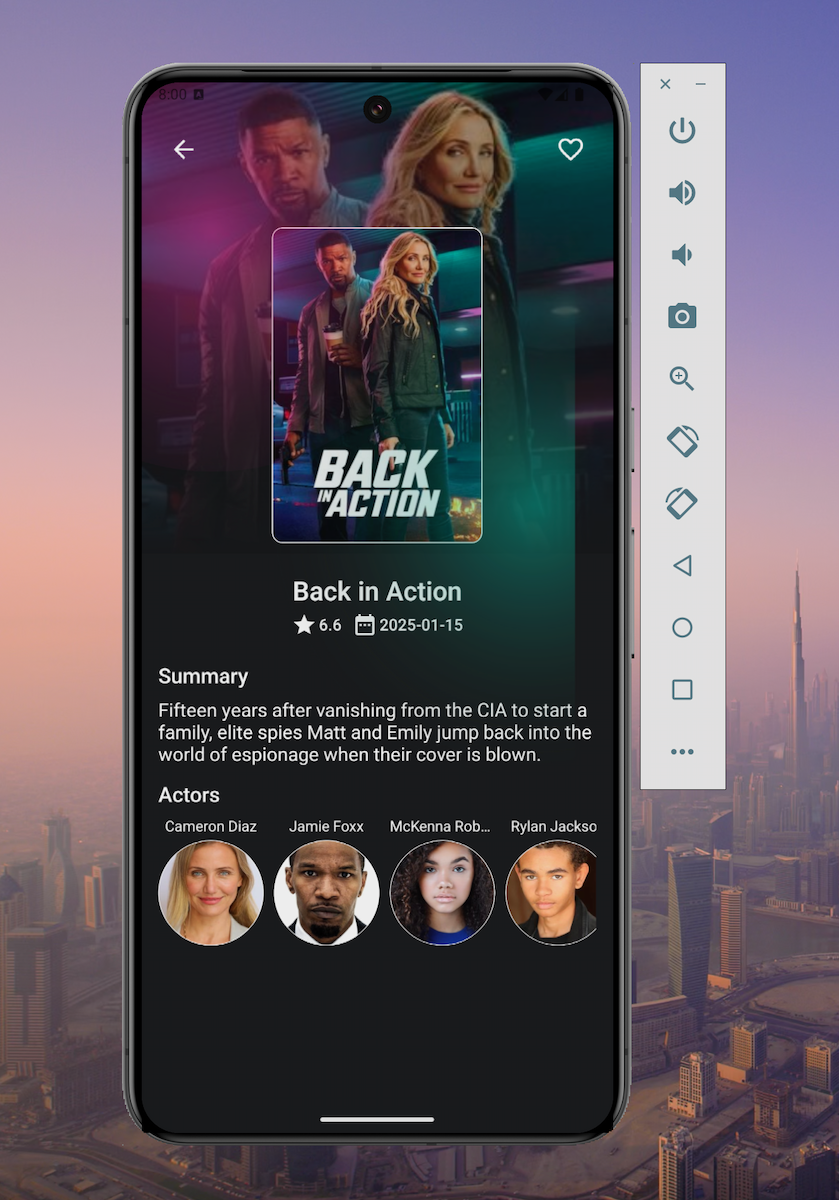 8:00
BACK
IN ACTION
Back in Action
6.6 2025-01-15
Summary
Fifteen years after vanishing from the CIA to start a
family, elite spies Matt and Emily jump back into the
world of espionage when their cover is blown.
Actors
Cameron Diaz Jamie Foxx McKenna Rob... Rylan Jackso